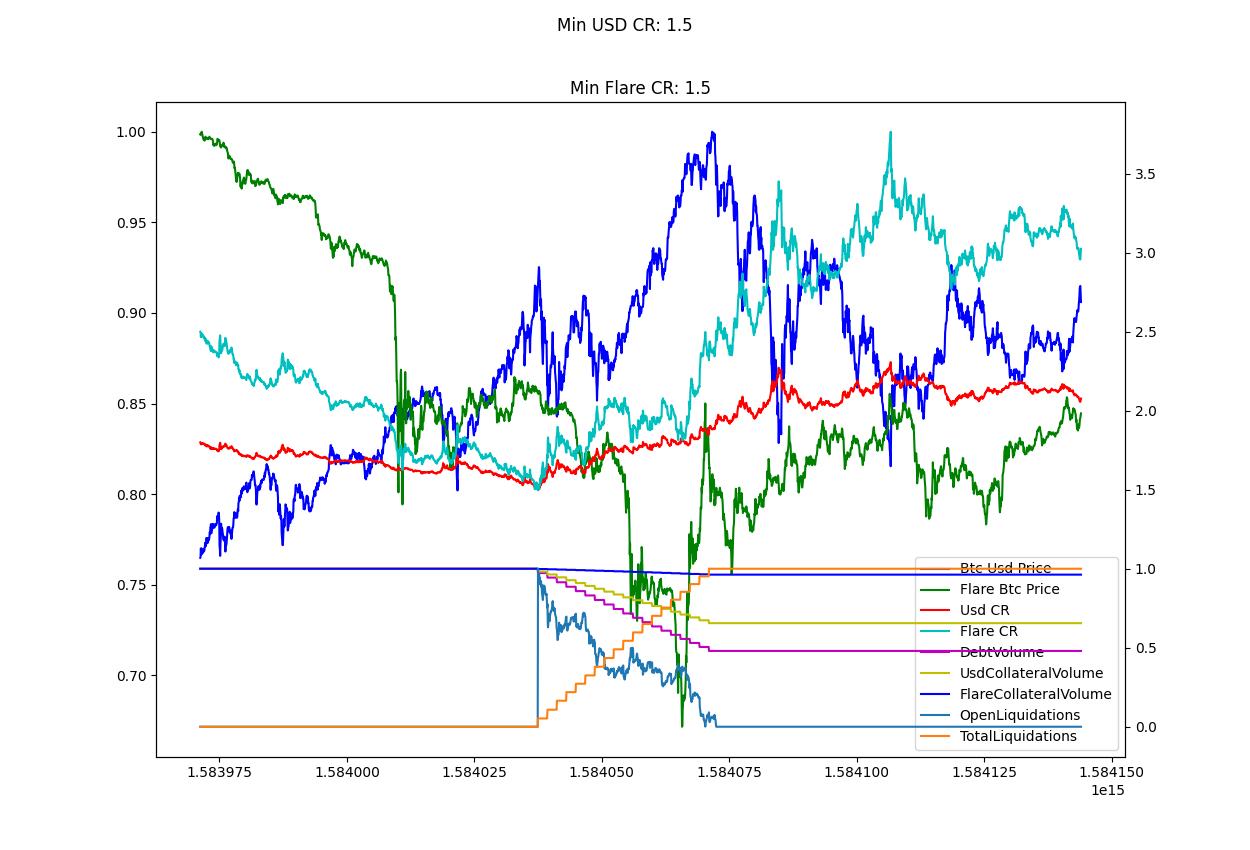 Min USD CR: 1.5
Min Flare CR: 1.5
1.00
0.95
0.90
0.85
0.80
0.75
0.70
3.5
3.0
2.5
2.0
1.5
1.0
0.5
0.0
Btc Usd Price
Flare Btc Price
Usd CR
Flare CR
DebtVolume
UsdCollateralVolume
FlareCollateralVolume
OpenLiquidations
TotalLiquidations
1.583975
1.584000
1.584025
1.584050
1.584075
1.584100
1.584125
1.584150
1e15